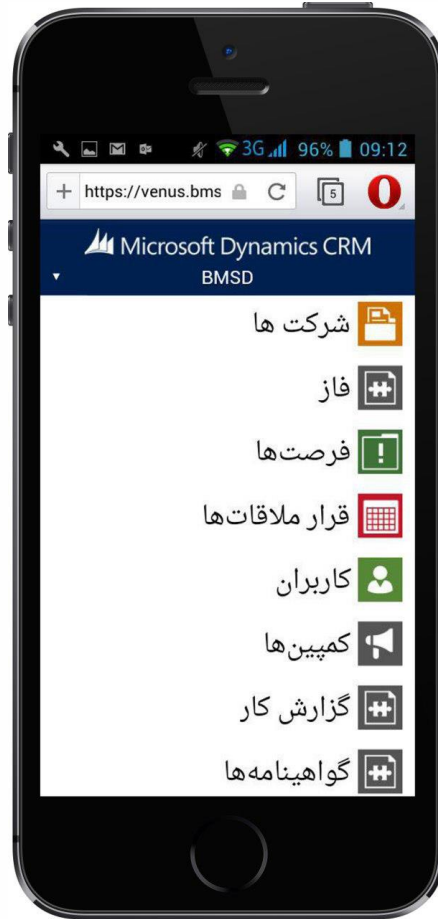 3G 96% 09:12
+ https://venus.bms 5
Microsoft Dynamics CRM
BMSD
شرکت ها
فاز
فرصت‌ها
قرار ملاقات‌ها
کاربران
کمپین‌ها
گزارش کار
گواهینامه‌ها